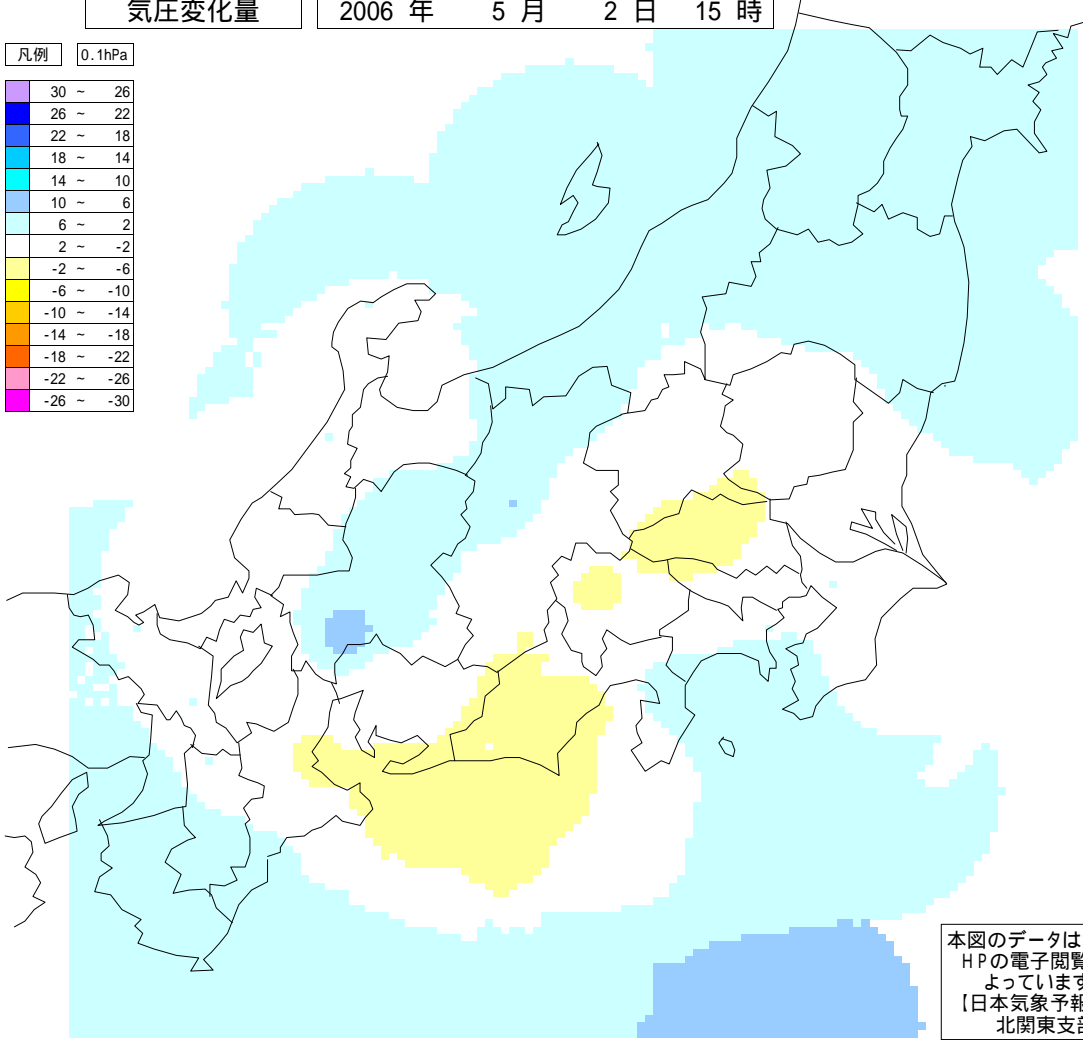 気圧変化量
2006 年 5 月 2 日 15 時
凡例 0.1hPa
30 ~ 26
26 ~ 22
22 ~ 18
18 ~ 14
14 ~ 10
10 ~ 6
6 ~ 2
2 ~ -2
-2 ~ -6
-6 ~ -10
-10 ~ -14
-14 ~ -18
-18 ~ -22
-22 ~ -26
-26 ~ -30
本図のデータは
HPの電子閲覧
よっています
【日本気象予報
北関東支部